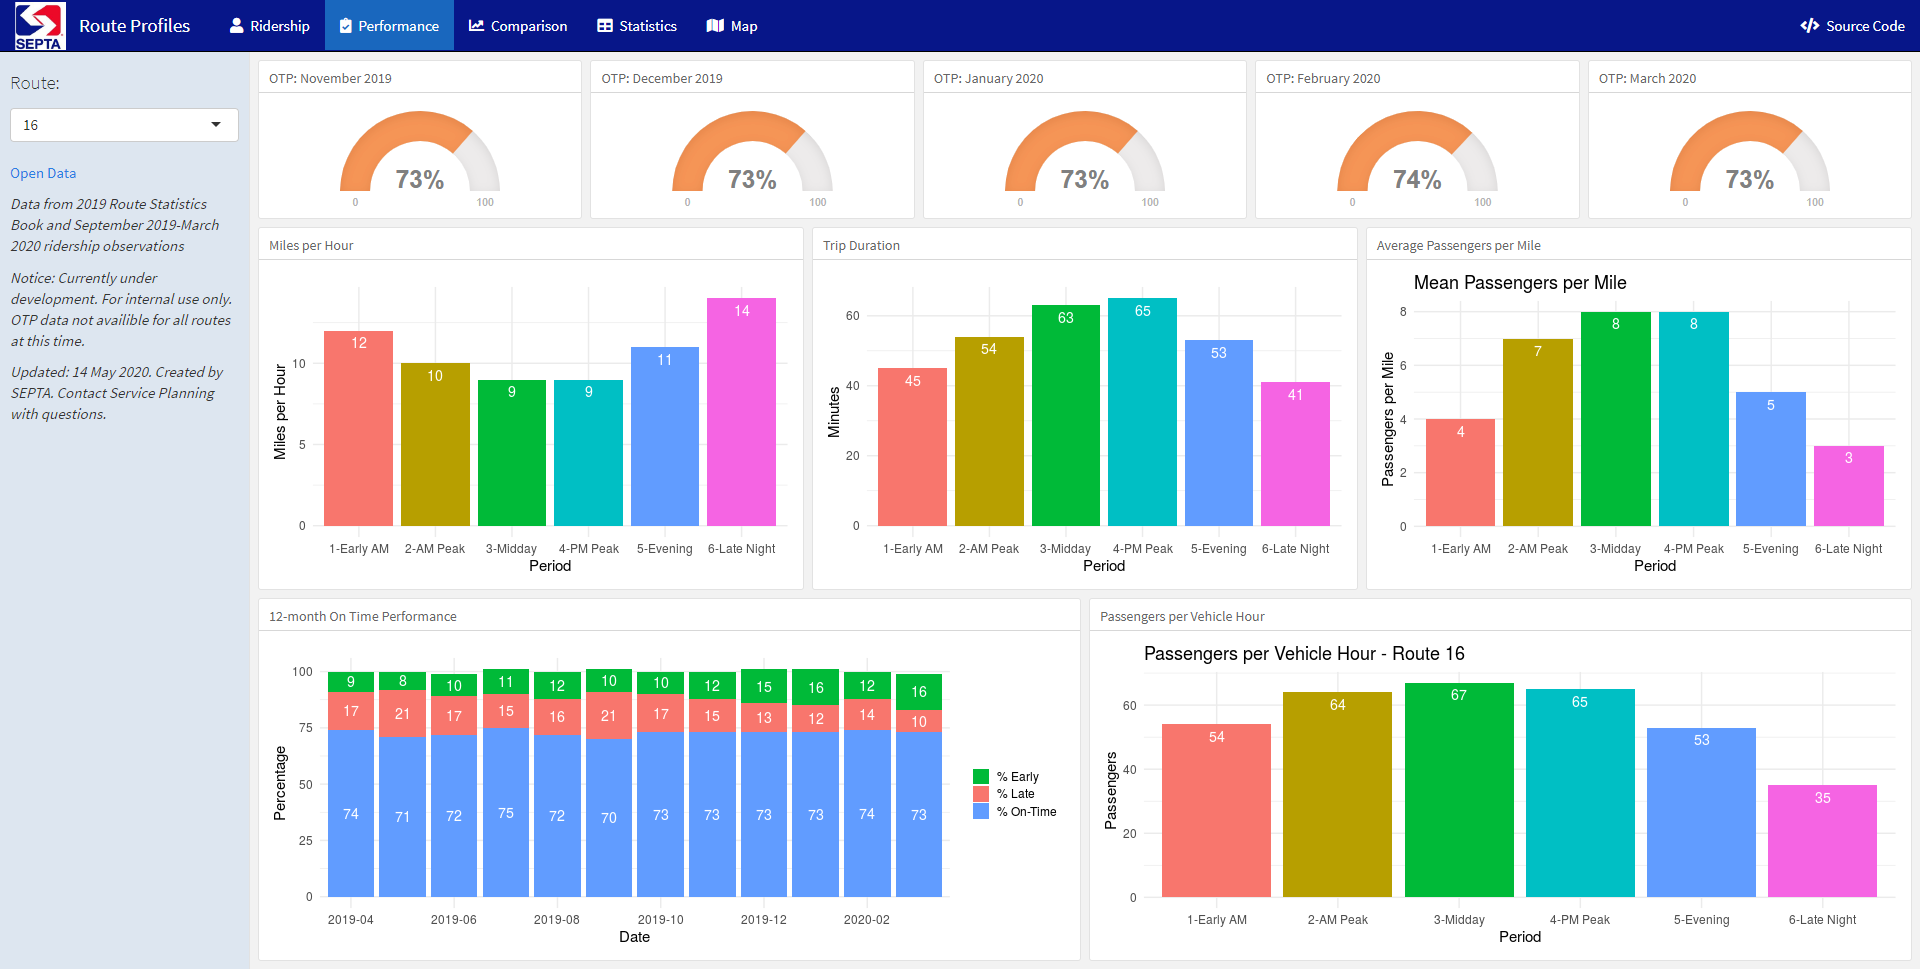 SEPTA
Route Profiles
Ridership
Performance
Comparison
Statistics
Map
Source Code
Route:
16
Open Data
Data from 2019 Route Statistics
Book and September 2019-March
2020 ridership observations
Notice: Currently under
development. For internal use only.
OTP data not availible for all routes
at this time.
Updated: 14 May 2020. Created by
SEPTA. Contact Service Planning
with questions.
OTP: November 2019
73%
0 100
OTP: December 2019
73%
0 100
OTP: January 2020
73%
0 100
OTP: February 2020
74%
0 100
OTP: March 2020
73%
0 100
Miles per Hour
Miles per Hour
10
5
0
12 10 9 9 11 14
1-Early AM 2-AM Peak 3-Midday 4-PM Peak 5-Evening 6-Late Night
Period
Trip Duration
Minutes
60
40
20
0
45 54 63 65 53 41
1-Early AM 2-AM Peak 3-Midday 4-PM Peak 5-Evening 6-Late Night
Period
Average Passengers per Mile
Mean Passengers per Mile
Passengers per Mile
8
6
4
2
0
4 7 8 8 5 3
1-Early AM 2-AM Peak 3-Midday 4-PM Peak 5-Evening 6-Late Night
Period
12-month On Time Performance
Percentage
100
75
50
25
0
9 8 10 11 12 10 10 12 15 16 12 16
17 21 17 15 16 21 17 15 13 12 14 10
74 71 72 75 72 70 73 73 73 73 74 73
2019-04 2019-06 2019-08 2019-10 2019-12 2020-02
Date
% Early
% Late
% On-Time
Passengers per Vehicle Hour
Passengers per Vehicle Hour - Route 16
Passengers
60
40
20
0
54 64 67 65 53 35
1-Early AM 2-AM Peak 3-Midday 4-PM Peak 5-Evening 6-Late Night
Period